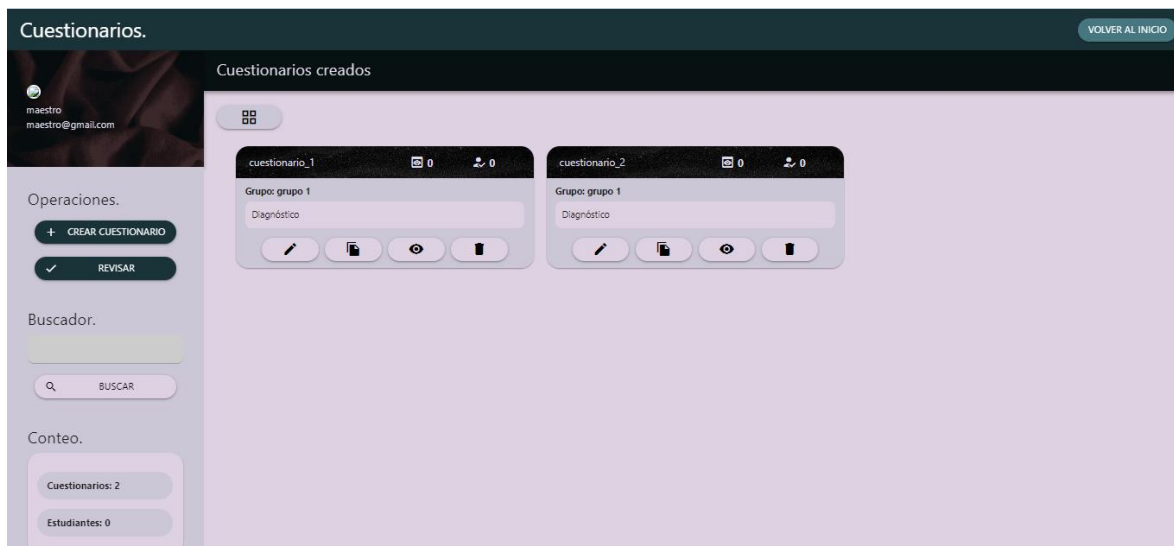 Cuestionarios.
VOLVER AL INICIO
maestro
maestro@gmail.com
Operaciones.
CREAR CUESTIONARIO
REVISAR
Buscador.
BUSCAR
Conteo.
Cuestionarios: 2
Estudiantes: 0
Cuestionarios creados
cuestionario_1 0 0
Grupo: grupo 1
Diagnóstico
cuestionario_2 0 0
Grupo: grupo 1
Diagnóstico